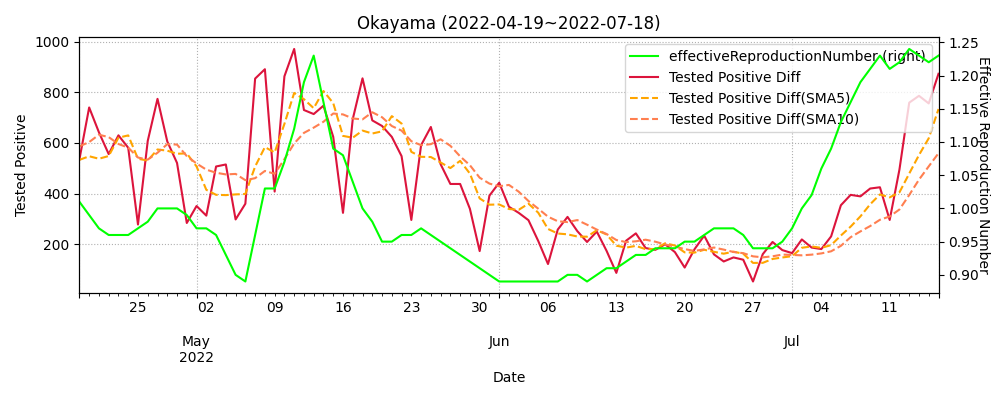 Okayama (2022-04-19~2022-07-18)
effectiveReproductionNumber (right)
Tested Positive Diff
Tested Positive Diff(SMA5)
Tested Positive Diff(SMA10)
Tested Positive
1000
800
600
400
200
1.25
1.20
1.15
1.10
1.05
1.00
0.95
0.90
Effective Reproduction Number
25 02 09 16 23 30 06 13 20 27 04 11
May Jun Jul
2022
Date